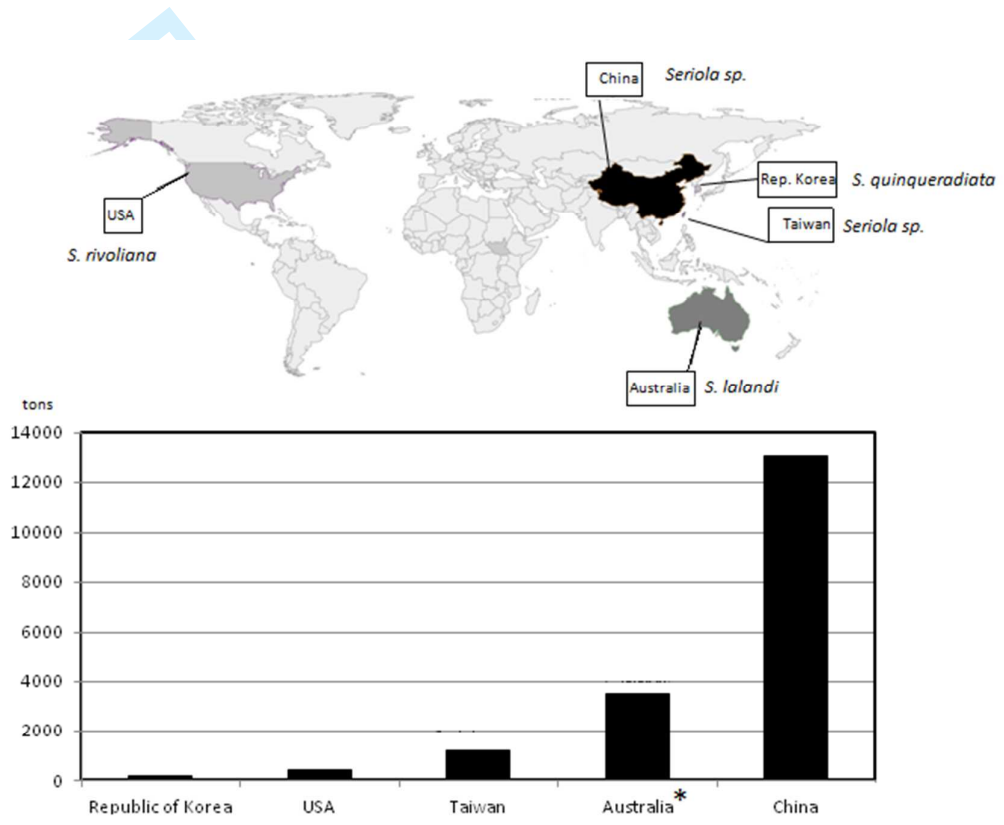 China Seriola sp.
Rep. Korea S. quinqueradiata
USA
Taiwan Seriola sp.
S. rivoliana
Australia S. lalandi
tons
14000
12000
10000
8000
6000
4000
2000
0
Republic of Korea USA Taiwan Australia* China